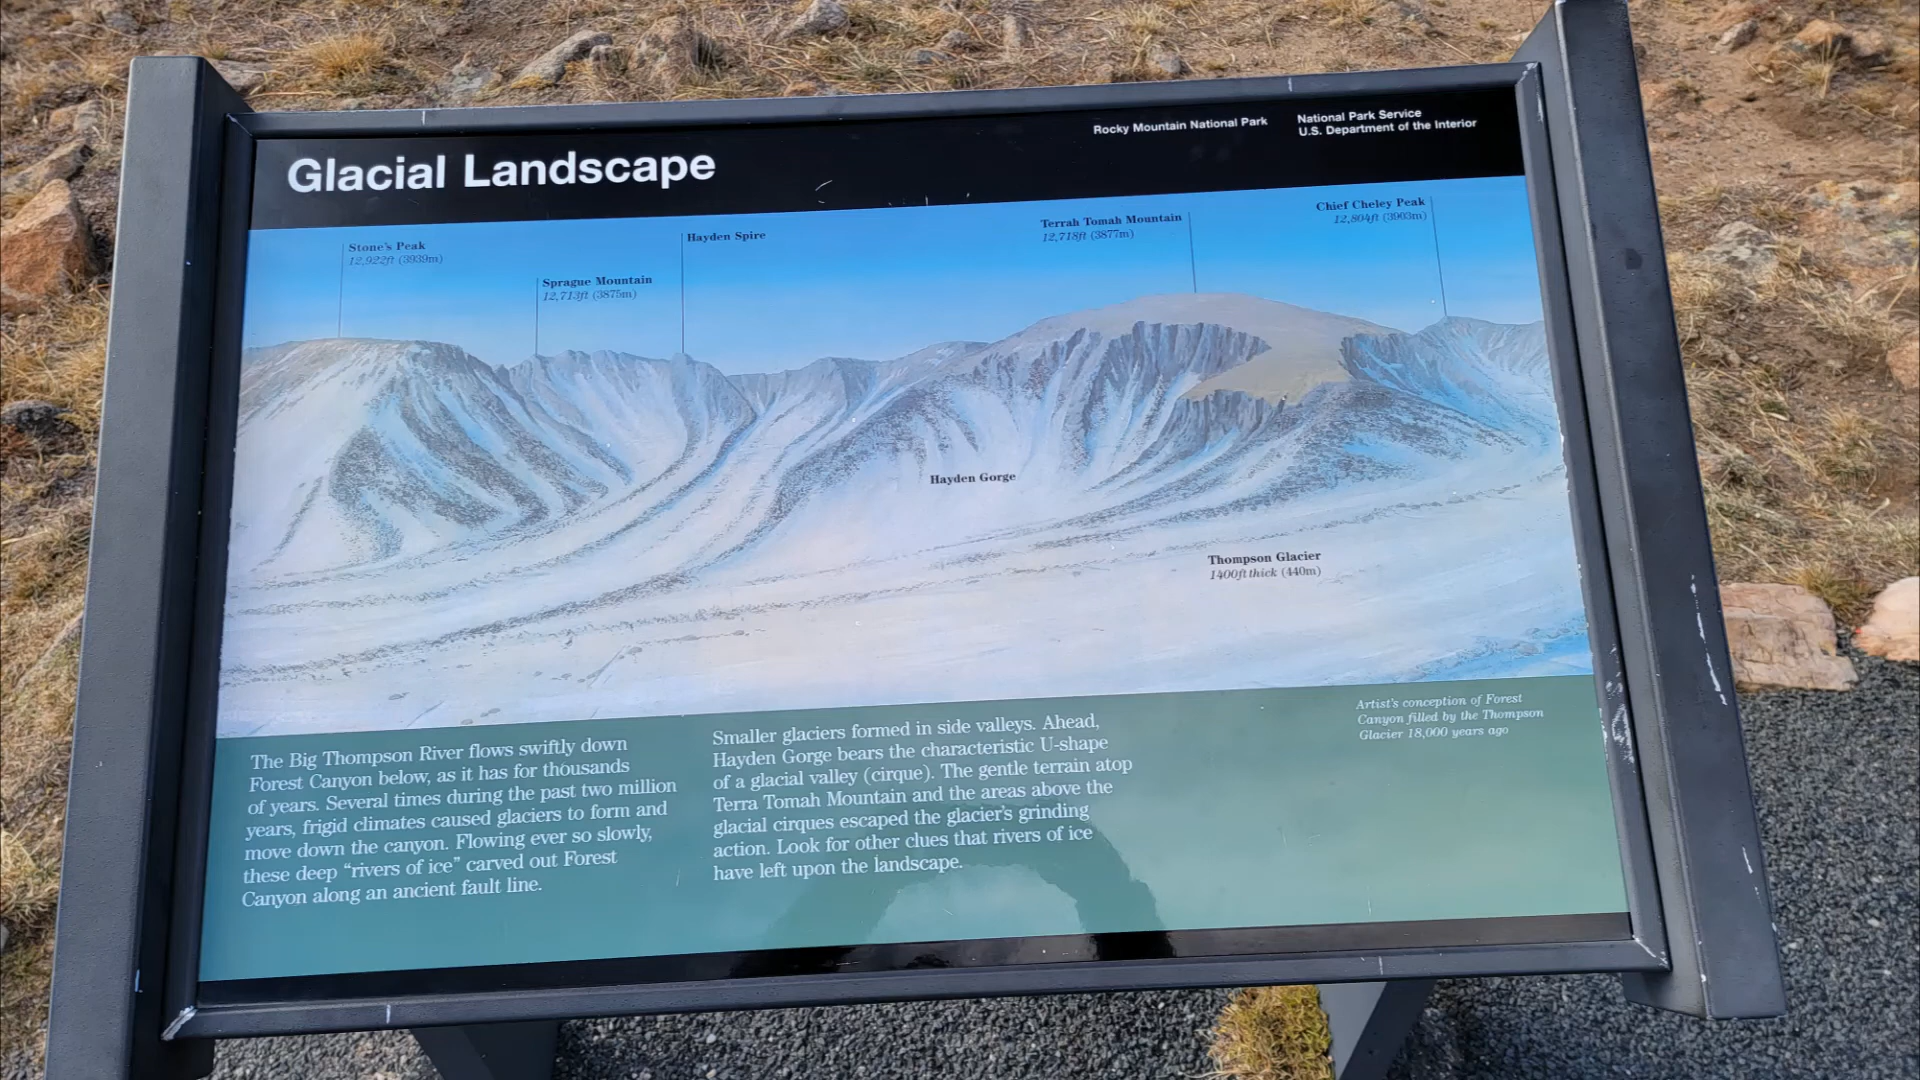 Rocky Mountain National Park
National Park Service
U.S. Department of the Interior
Glacial Landscape
Stone's Peak
12,922ft (3939m)
Sprague Mountain
12,713ft (3875m)
Hayden Spire
Terrah Tomah Mountain
12,718ft (3877m)
Chief Cheley Peak
12,804ft (3903m)
Hayden Gorge
Thompson Glacier
1400ft thick (440m)
The Big Thompson River flows swiftly down
Forest Canyon below, as it has for thousands
of years. Several times during the past two million
years, frigid climates caused glaciers to form and
move down the canyon. Flowing ever so slowly,
these deep “rivers of ice” carved out Forest
Canyon along an ancient fault line.
Smaller glaciers formed in side valleys. Ahead,
Hayden Gorge bears the characteristic U-shape
of a glacial valley (cirque). The gentle terrain atop
Terra Tomah Mountain and the areas above the
glacial cirques escaped the glacier's grinding
action. Look for other clues that rivers of ice
have left upon the landscape.
Artist's conception of Forest
Canyon filled by the Thompson
Glacier 18,000 years ago